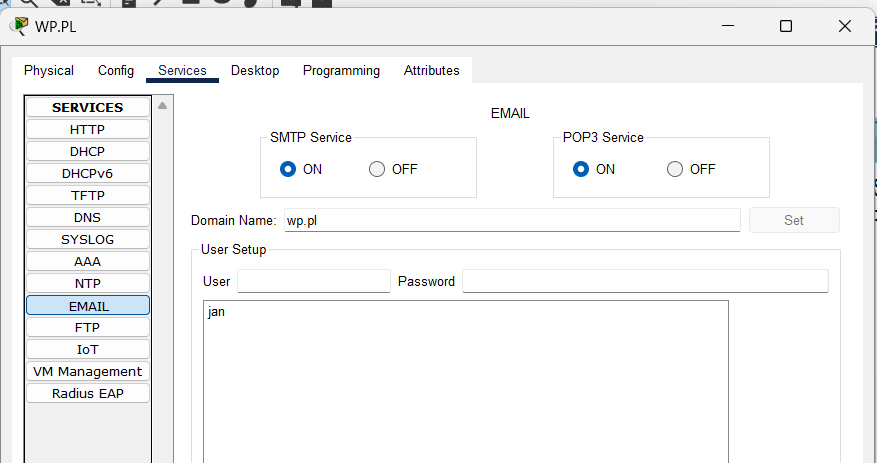 WP.PL
Physical Config Services Desktop Programming Attributes
SERVICES
HTTP
DHCP
DHCPv6
TFTP
DNS
SYSLOG
AAA
NTP
EMAIL
FTP
IoT
VM Management
Radius EAP
EMAIL
SMTP Service
ON OFF
POP3 Service
ON OFF
Domain Name: wp.pl Set
User Setup
User Password
jan